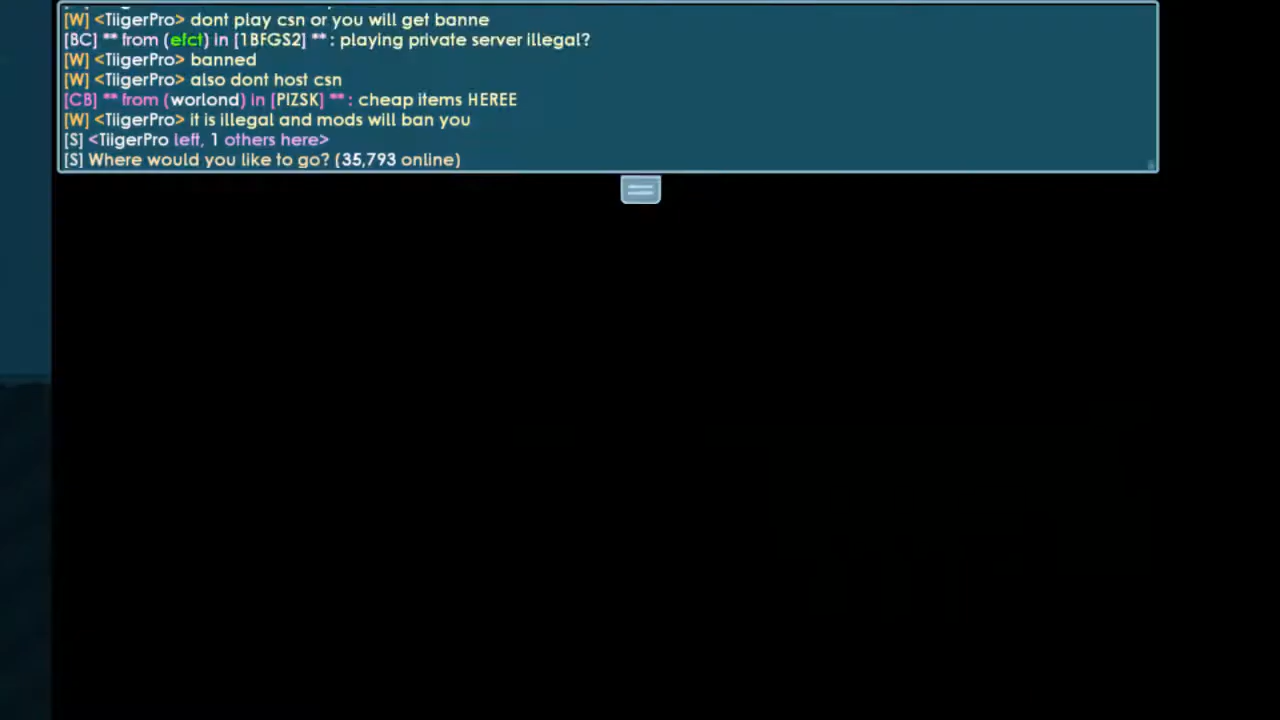 [W] <TiigerPro> dont play csn or you will get banne
[BC] ** from (efct) in [1BFGS2] ** : playing private server illegal?
[W] <TiigerPro> banned
[W] <TiigerPro> also dont host csn
[CB] ** from (worlond) in [PIZSK] ** : cheap items HEREE
[W] <TiigerPro> it is illegal and mods will ban you
[S] <TiigerPro left, 1 others here>
[S] Where would you like to go? (35,793 online)